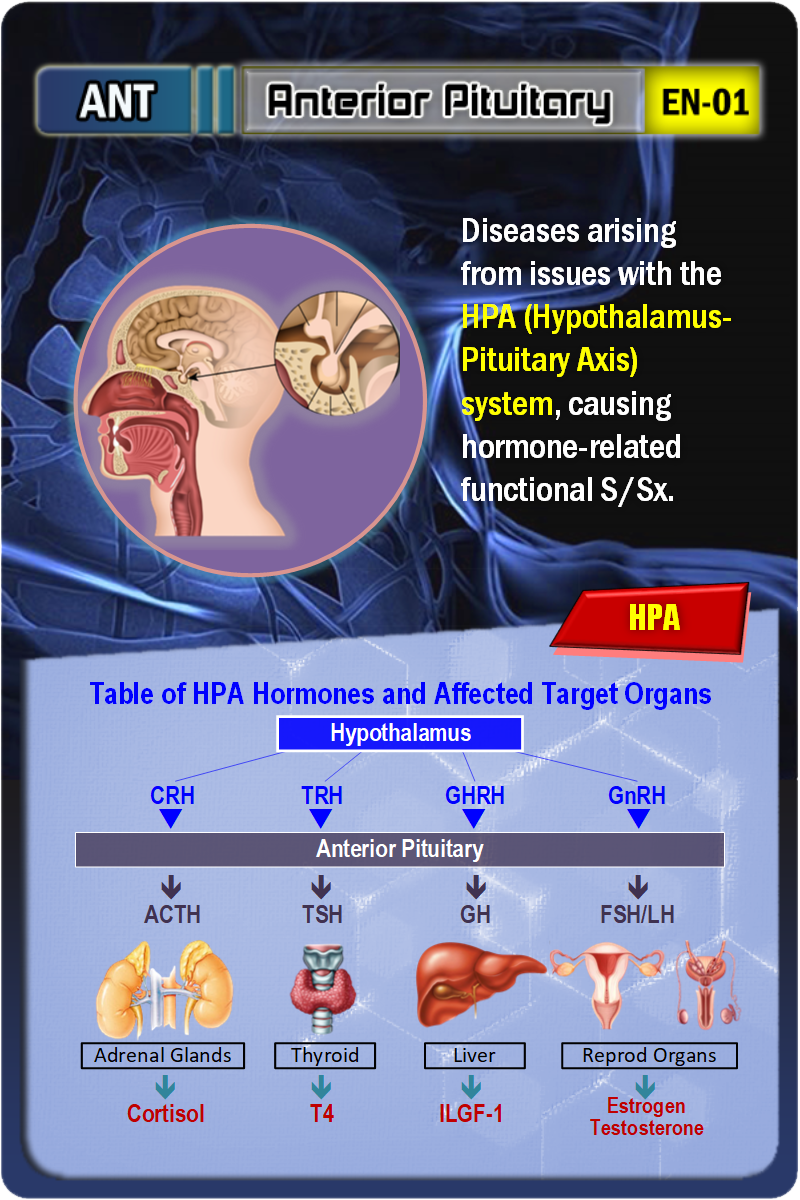 ANT Anterior Pituitary EN-01
Diseases arising
from issues with the
HPA (Hypothalamus-
Pituitary Axis)
system, causing
hormone-related
functional S/Sx.
HPA
Table of HPA Hormones and Affected Target Organs
Hypothalamus
CRH TRH GHRH GnRH
Anterior Pituitary
ACTH TSH GH FSH/LH
Adrenal Glands Thyroid Liver Reprod Organs
Cortisol T4 ILGF-1 Estrogen
Testosterone